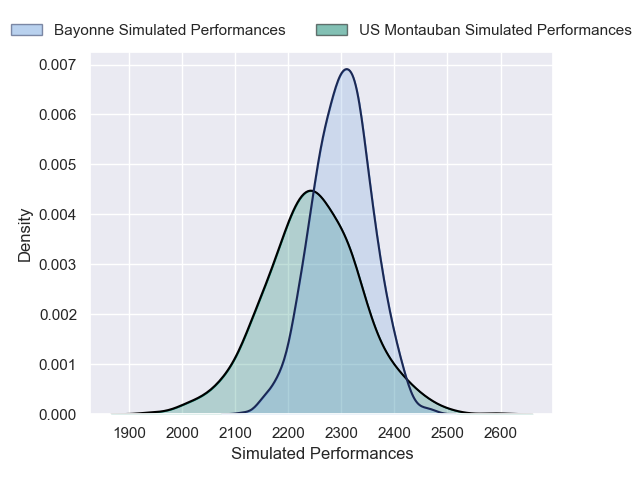 Bayonne Simulated Performances US Montauban Simulated Performances
0.007
0.006
0.005
0.004
0.003
0.002
0.001
0.000
Density
1900 2000 2100 2200 2300 2400 2500 2600
Simulated Performances